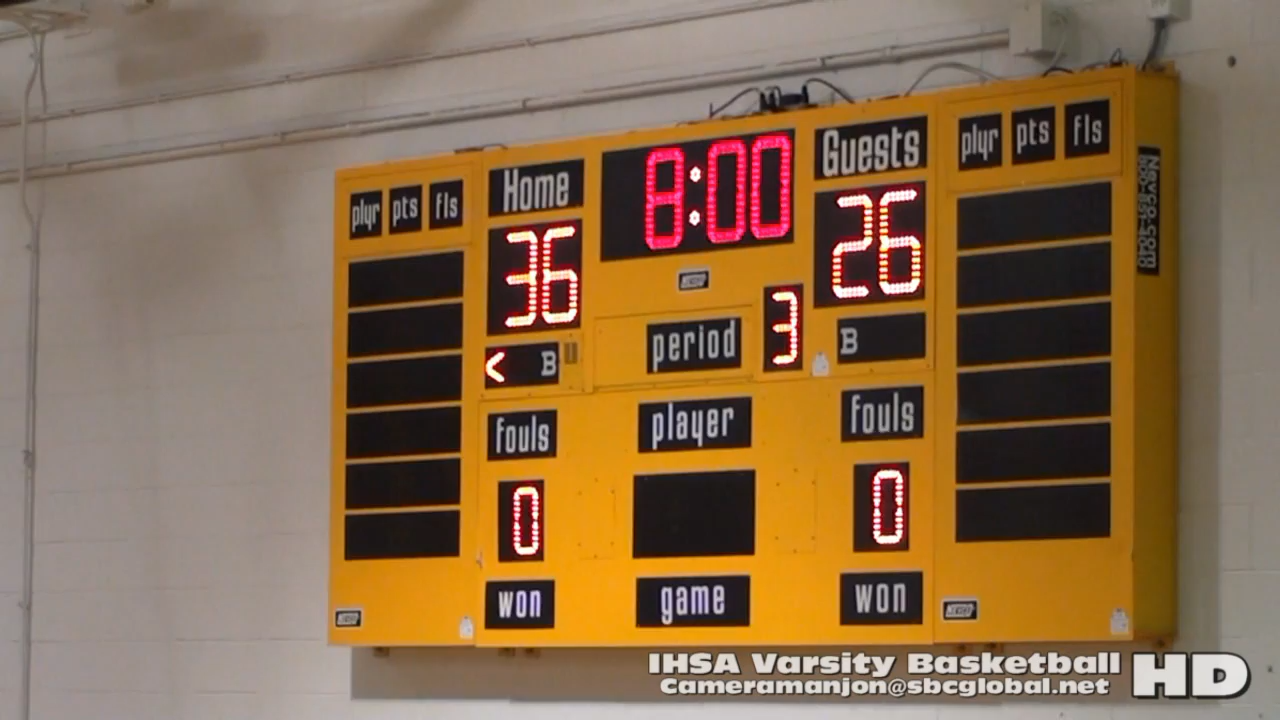 Home 8:00 Guests
plyr pts fls
plyr pts fls
36 26
period 3
< B
B
fouls player fouls
0 0
won game won
IHSA Varsity Basketball HD
Cameramanjon@sbcglobal.net